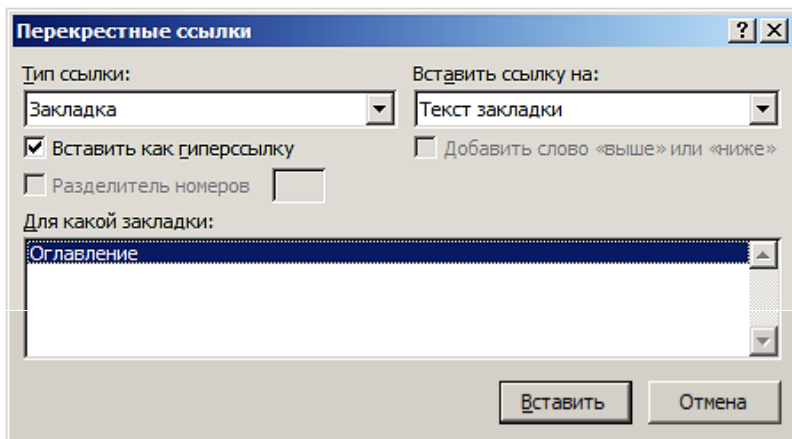 Перекрестные ссылки
Тип ссылки: Вставить ссылку на:
Закладка Текст закладки
Вставить как гиперссылку Добавить слово «выше» или «ниже»
Разделитель номеров
Для какой закладки:
Оглавление
Вставить Отмена